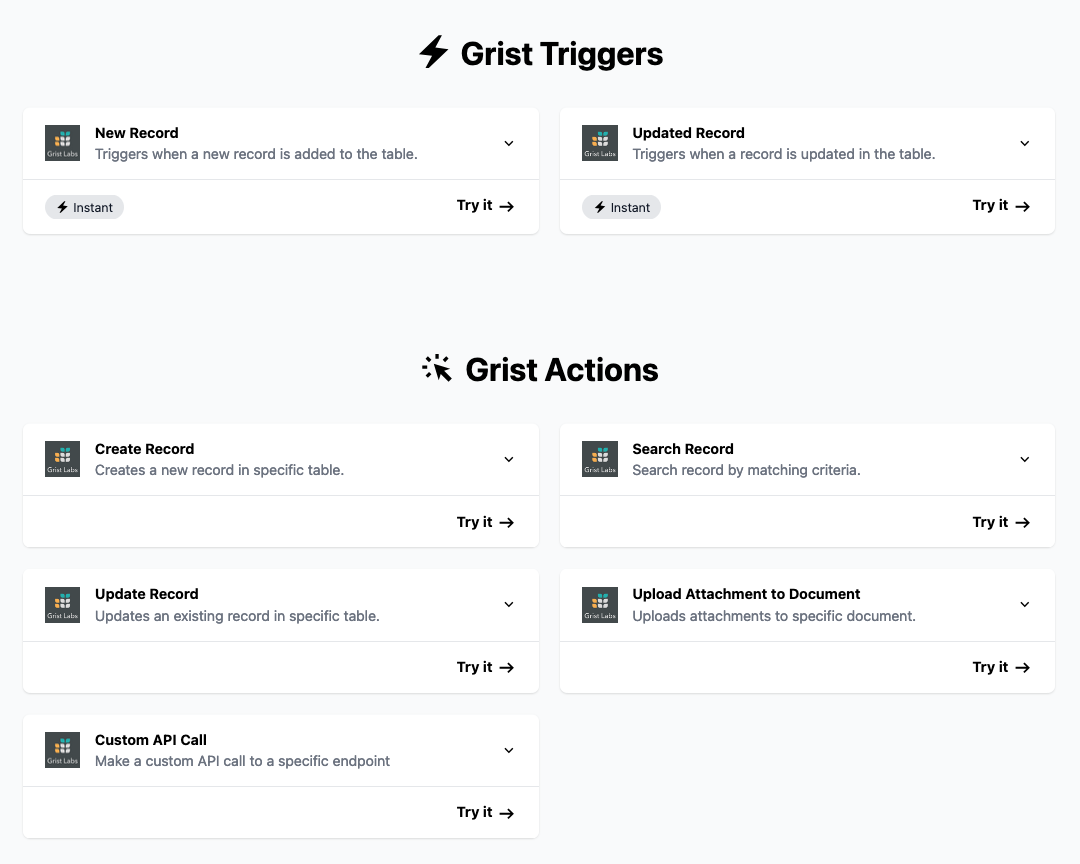 Grist Triggers
Grist Labs
New Record
Triggers when a new record is added to the table.
Instant
Try it
Grist Labs
Updated Record
Triggers when a record is updated in the table.
Instant
Try it
Grist Actions
Grist Labs
Create Record
Creates a new record in specific table.
Try it
Grist Labs
Search Record
Search record by matching criteria.
Try it
Grist Labs
Update Record
Updates an existing record in specific table.
Try it
Grist Labs
Upload Attachment to Document
Uploads attachments to specific document.
Try it
Grist Labs
Custom API Call
Make a custom API call to a specific endpoint
Try it